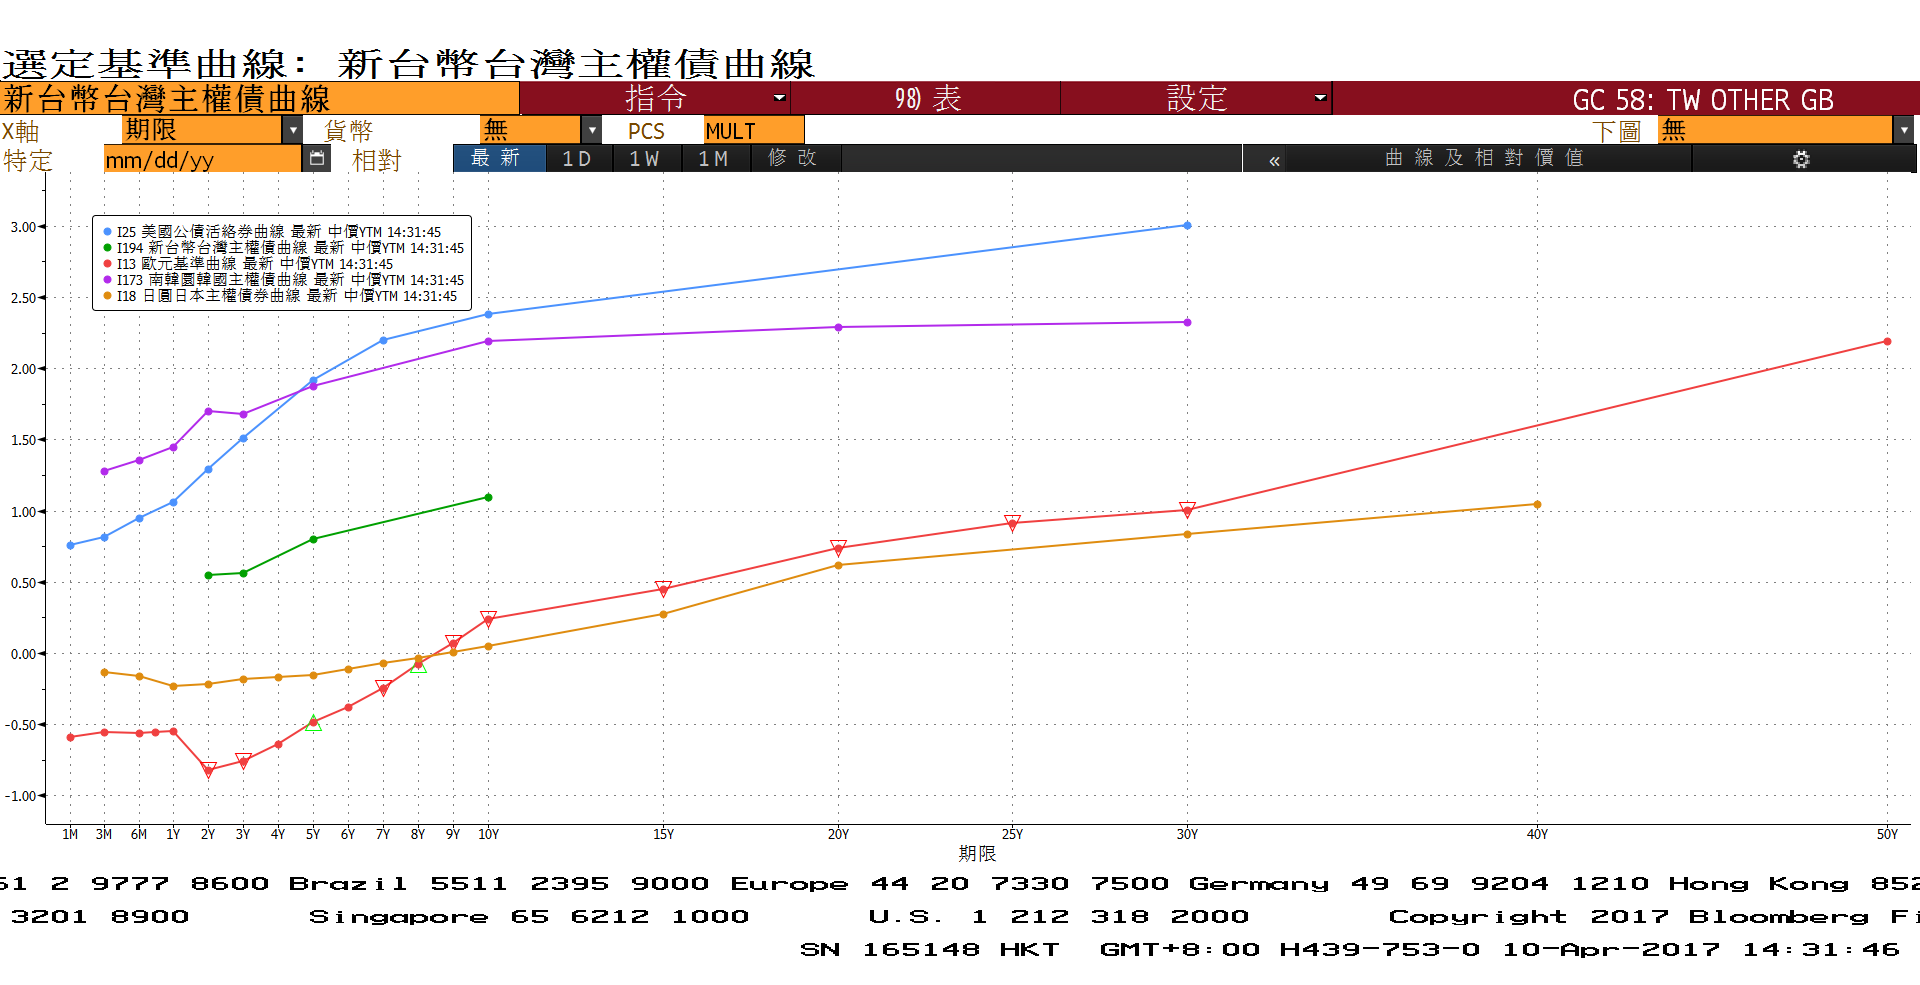 選定基準曲線: 新台幣台灣主權債曲線
新台幣台灣主權債曲線 指令 98) 表 設定 GC 58: TW OTHER GB
X軸 期限 貨幣 無 PCS MULT 下圖 無
特定 mm/dd/yy 相對 最新 1D 1W 1M 修改 « 曲線及相對價值
I25 美國公債活絡券曲線 最新 中價YTM 14:31:45
I194 新台幣台灣主權債曲線 最新 中價YTM 14:31:45
I13 歐元基準曲線 最新 中價YTM 14:31:45
I173 南韓圜韓國主權債曲線 最新 中價YTM 14:31:45
I18 日圓日本主權債券曲線 最新 中價YTM 14:31:45
3.00
2.50
2.00
1.50
1.00
0.50
0.00
-0.50
-1.00
1M 3M 6M 1Y 2Y 3Y 4Y 5Y 6Y 7Y 8Y 9Y 10Y 15Y 20Y 25Y 30Y 40Y 50Y
期限
61 2 9777 8600 Brazil 5511 2395 9000 Europe 44 20 7330 7500 Germany 49 69 9204 1210 Hong Kong 852
3201 8900 Singapore 65 6212 1000 U.S. 1 212 318 2000 Copyright 2017 Bloomberg Fi
SN 165148 HKT GMT+8:00 H439-753-0 10-Apr-2017 14:31:46